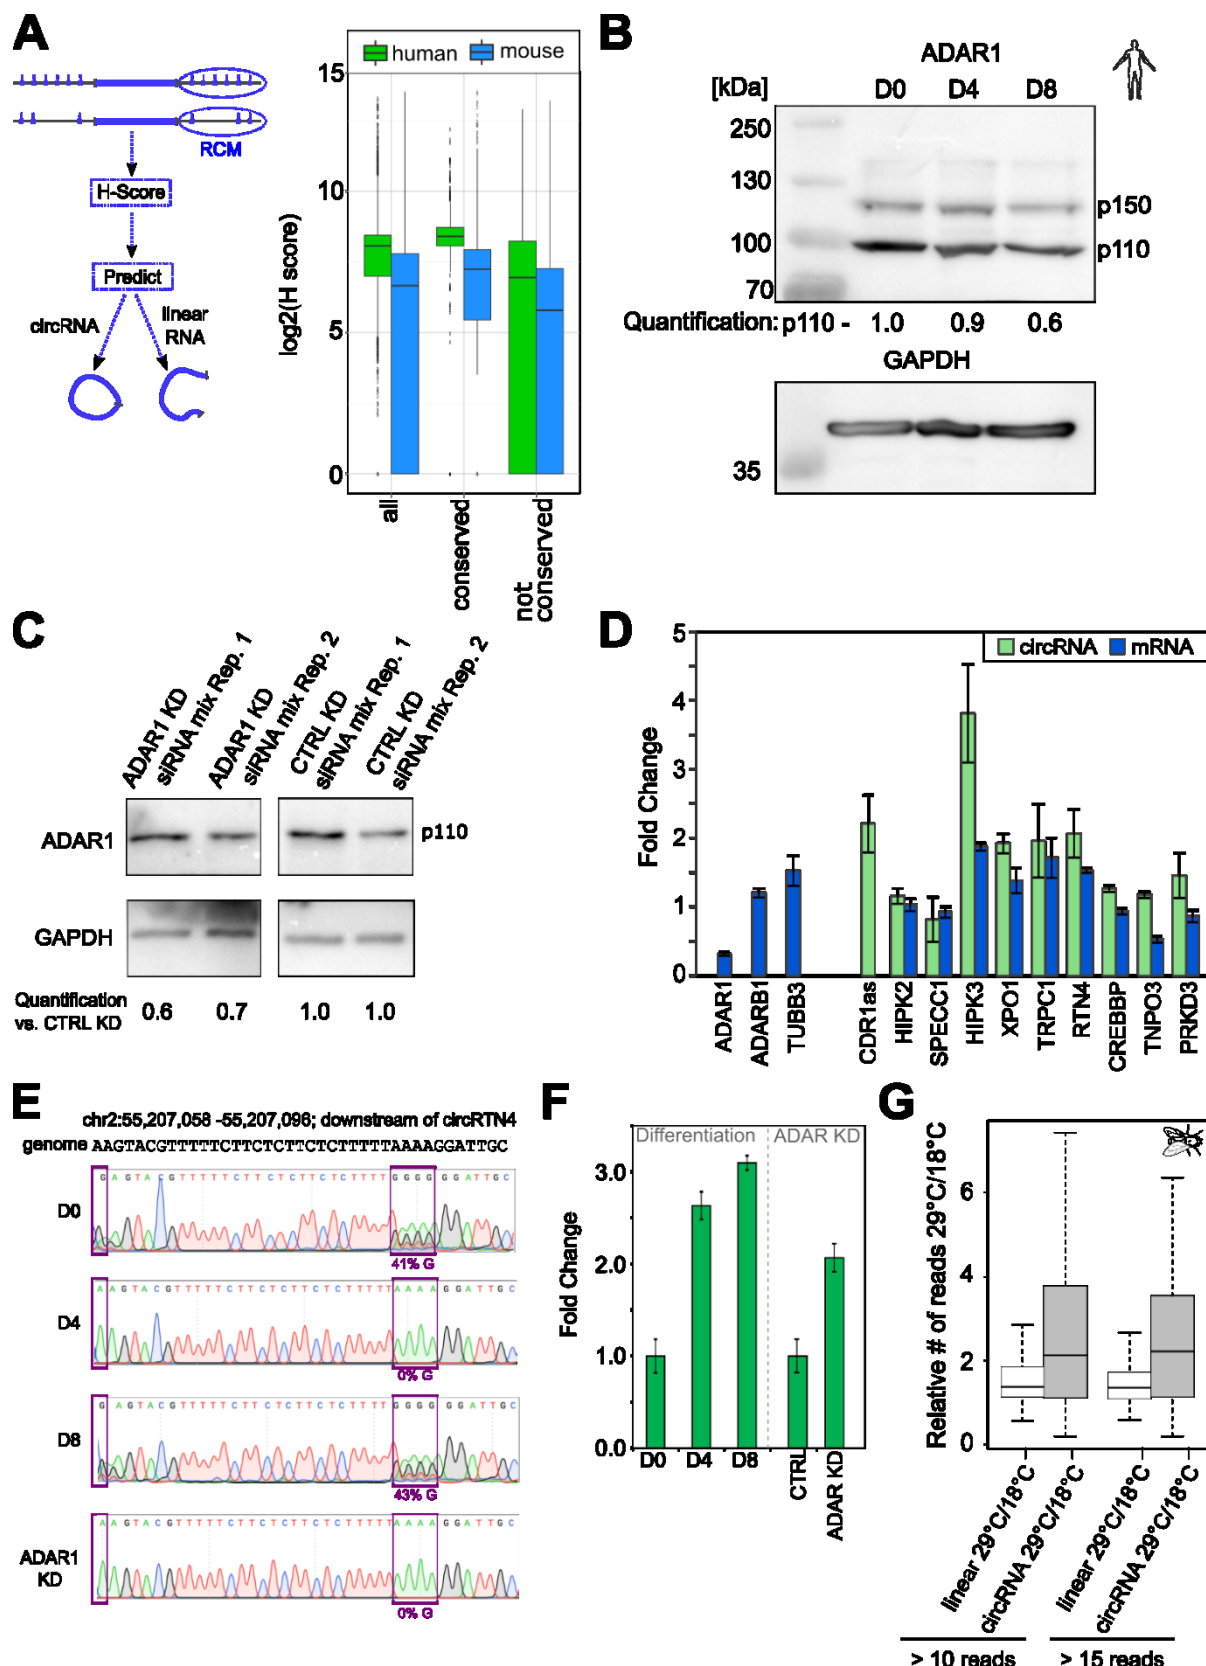 A
RCM
H-Score
Predict
circRNA
linear
RNA
human
mouse
15
10
5
0
log2(H score)
all
conserved
not
conserved
B
ADAR1
[kDa]
D0 D4 D8
250
130
100
70
p150
p110
Quantification: p110 - 1.0 0.9 0.6
GAPDH
35
C
ADAR1 KD
siRNA mix Rep. 1
ADAR1 KD
siRNA mix Rep. 2
CTRL KD
siRNA mix Rep. 1
CTRL KD
siRNA mix Rep. 2
ADAR1
p110
GAPDH
Quantification
vs. CTRL KD
0.6 0.7 1.0 1.0
D
circRNA mRNA
5
4
3
2
1
0
Fold Change
ADAR1
ADARB1
TUBB3
CDR1as
HIPK2
SPECC1
HIPK3
XPO1
TRPC1
RTN4
CREBBP
TNPO3
PRKD3
E
chr2:55,207,058 -55,207,096; downstream of circRTN4
genome AAGTACGTTTTTCTTCTCTTCTCTTTTTAAAAGGATTGC
D0
GAGTACGTTTTTCTTCTCTTCTCTTTTGGGGGGATTGC
41% G
D4
AAGTACGTTTTTCTTCTCTTCTCTTTTTAAAAGGATTGC
0% G
D8
GAGTACGTTTTTCTTCTCTTCTCTTTTGGGGGGATTGC
43% G
ADAR1
KD
AAGTACGTTTTTCTTCTCTTCTCTTTTTAAAAGGATTGC
0% G
F
Differentiation
ADAR KD
3.0
2.0
1.0
0.0
Fold Change
D0 D4 D8
CTRL
ADAR KD
G
6
4
2
0
Relative # of reads 29°C/18°C
linear 29°C/18°C
circRNA 29°C/18°C
linear 29°C/18°C
circRNA 29°C/18°C
> 10 reads
> 15 reads